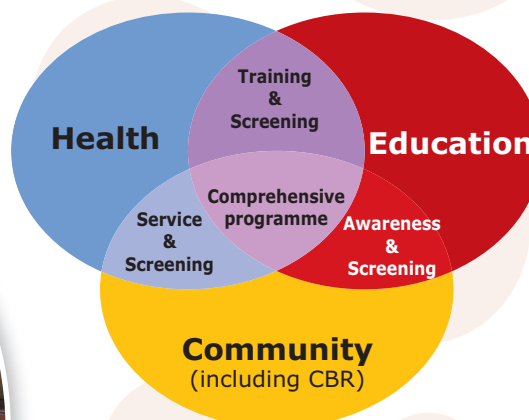 Training
&
Screening
Health
Education
Comprehensive
programme
Service
&
Screening
Awareness
&
Screening
Community
(including CBR)